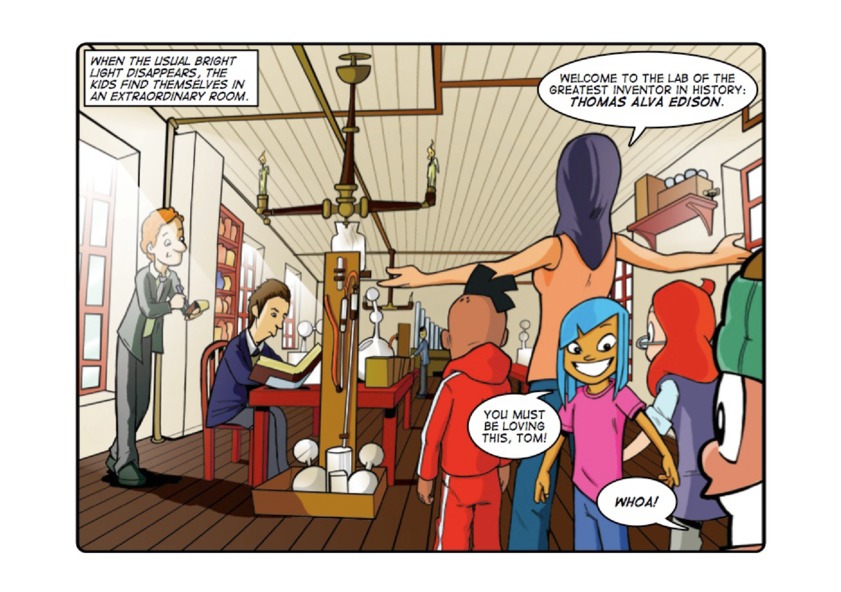 WHEN THE USUAL BRIGHT
LIGHT DISAPPEARS, THE
KIDS FIND THEMSELVES IN
AN EXTRAORDINARY ROOM.
WELCOME TO THE LAB OF THE
GREATEST INVENTOR IN HISTORY:
THOMAS ALVA EDISON.
YOU MUST
BE LOVING
THIS, TOM!
WHOA!